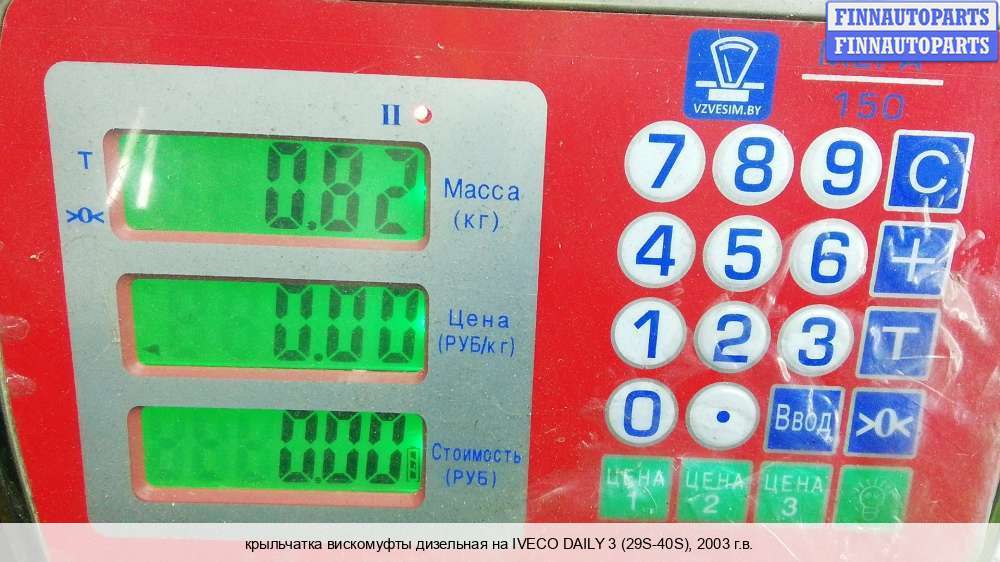 FINNAUTOPARTS
FINNAUTOPARTS
VZVESIM.BY
150
II
T
>0<
0.82
Масса
(кг)
0.00
Цена
(РУБ/кг)
0.00
Стоимость
(РУБ)
7 8 9 C
4 5 6 +
1 2 3 T
0 . Ввод >0<
ЦЕНА 1 ЦЕНА 2 ЦЕНА 3
крыльчатка вискомуфты дизельная на IVECO DAILY 3 (29S-40S), 2003 г.в.